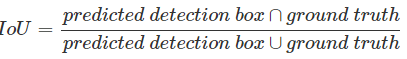 IoU = predicted detection box ∩ ground truth
predicted detection box ∪ ground truth